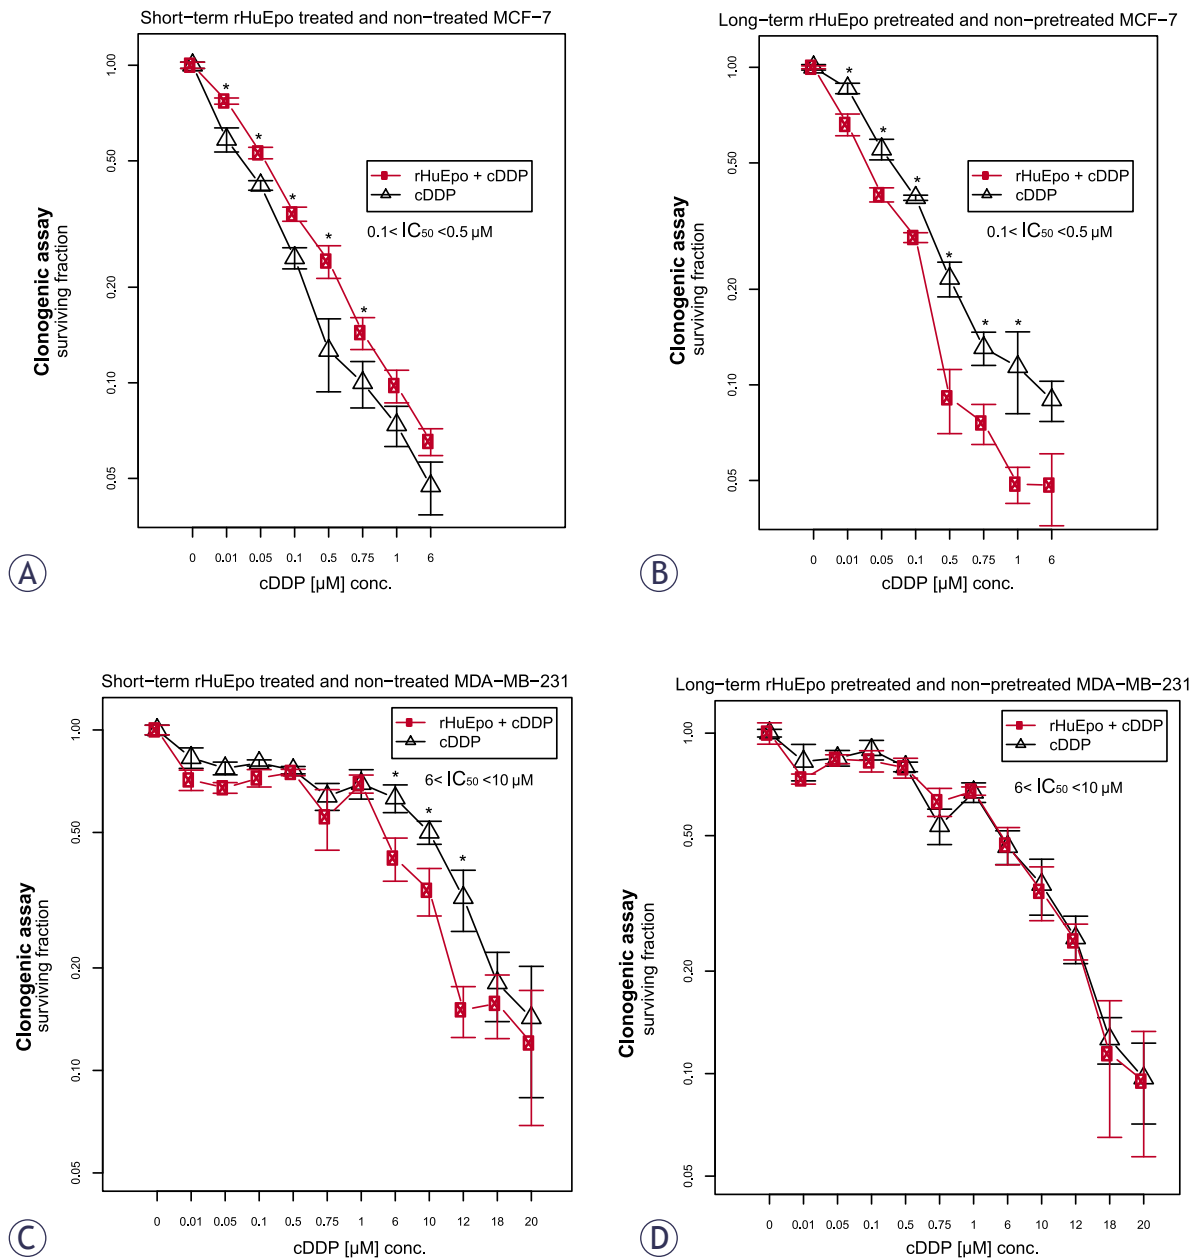 Short−term rHuEpo treated and non−treated MCF−7
1.00
0.50
0.20
0.10
0.05
Clonogenic assay
surviving fraction
* * * * *
rHuEpo + cDDP
cDDP
0.1< IC50 <0.5 µM
0 0.01 0.05 0.1 0.5 0.75 1 6
cDDP [µM] conc.
A
Long−term rHuEpo pretreated and non−pretreated MCF−7
1.00
0.50
0.20
0.10
0.05
Clonogenic assay
surviving fraction
* * * * * *
rHuEpo + cDDP
cDDP
0.1< IC50 <0.5 µM
0 0.01 0.05 0.1 0.5 0.75 1 6
cDDP [µM] conc.
B
Short−term rHuEpo treated and non−treated MDA−MB−231
1.00
0.50
0.20
0.10
0.05
Clonogenic assay
surviving fraction
rHuEpo + cDDP
cDDP
6< IC50 <10 µM
* * *
0 0.01 0.05 0.1 0.5 0.75 1 6 10 12 18 20
cDDP [µM] conc.
C
Long−term rHuEpo pretreated and non−pretreated MDA−MB−231
1.00
0.50
0.20
0.10
0.05
Clonogenic assay
surviving fraction
rHuEpo + cDDP
cDDP
6< IC50 <10 µM
0 0.01 0.05 0.1 0.5 0.75 1 6 10 12 18 20
cDDP [µM] conc.
D